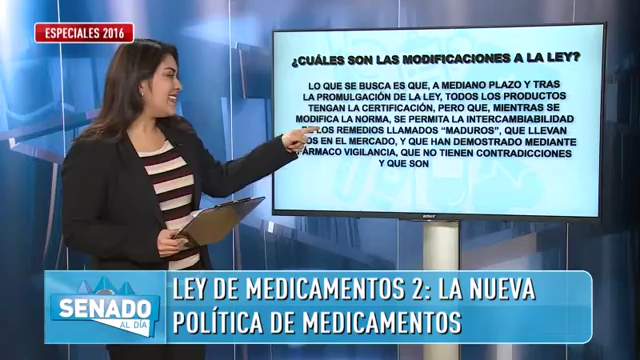 ESPECIALES 2016
¿CUÁLES SON LAS MODIFICACIONES A LA LEY?
LO QUE SE BUSCA ES QUE, A MEDIANO PLAZO Y TRAS
LA PROMULGACIÓN DE LA LEY, TODOS LOS PRODUCTOS
TENGAN LA CERTIFICACIÓN, PERO QUE, MIENTRAS SE
MODIFICA LA NORMA, SE PERMITA LA INTERCAMBIABILIDAD
LOS REMEDIOS LLAMADOS “MADUROS”, QUE LLEVAN
EN EL MERCADO, Y QUE HAN DEMOSTRADO MEDIANTE
VIGILANCIA, QUE NO TIENEN CONTRADICCIONES
Y QUE SON
SENADO
AL DÍA
LEY DE MEDICAMENTOS 2: LA NUEVA
POLÍTICA DE MEDICAMENTOS